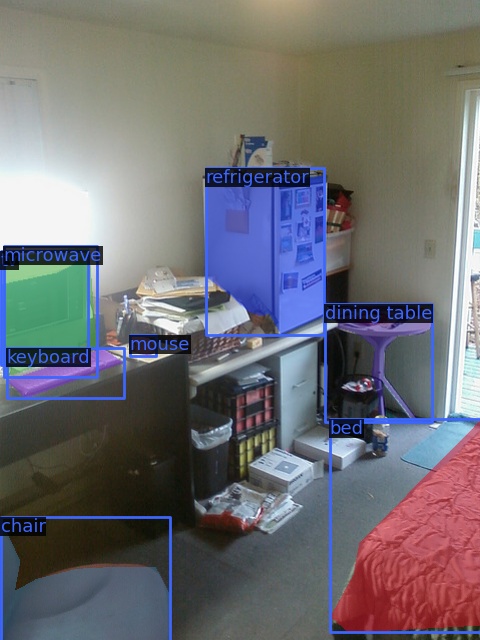 refrigerator
microwave
dining table
mouse
keyboard
bed
chair